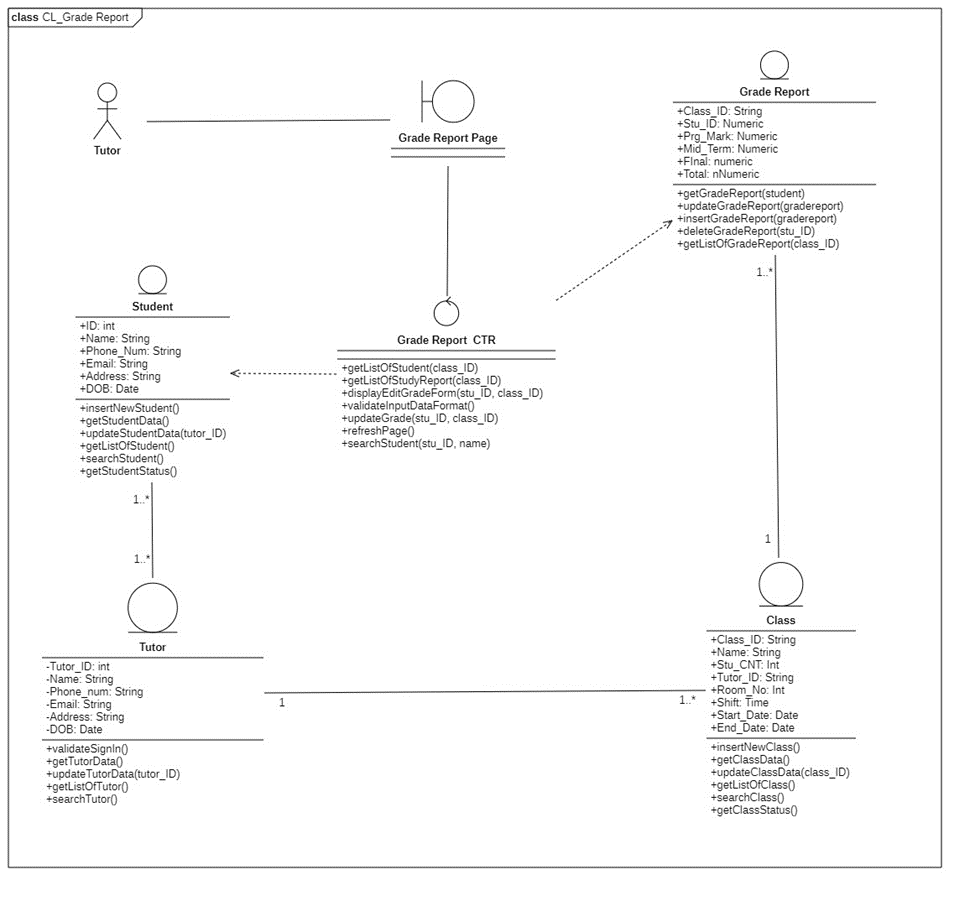 class CL_Grade Report
Tutor
Grade Report Page
Grade Report
+Class_ID: String
+Stu_ID: Numeric
+Prg_Mark: Numeric
+Mid_Term: Numeric
+FInal: numeric
+Total: nNumeric
+getGradeReport(student)
+updateGradeReport(gradereport)
+insertGradeReport(gradereport)
+deleteGradeReport(stu_ID)
+getListOfGradeReport(class_ID)
1..*
Student
+ID: int
+Name: String
+Phone_Num: String
+Email: String
+Address: String
+DOB: Date
+insertNewStudent()
+getStudentData()
+updateStudentData(tutor_ID)
+getListOfStudent()
+searchStudent()
+getStudentStatus()
1..*
Grade Report  CTR
+getListOfStudent(class_ID)
+getListOfStudyReport(class_ID)
+displayEditGradeForm(stu_ID, class_ID)
+validateInputDataFormat()
+updateGrade(stu_ID, class_ID)
+refreshPage()
+searchStudent(stu_ID, name)
1..*
1
Tutor
-Tutor_ID: int
-Name: String
-Phone_num: String
-Email: String
-Address: String
-DOB: Date
+validateSignIn()
+getTutorData()
+updateTutorData(tutor_ID)
+getListOfTutor()
+searchTutor()
1
1..*
Class
+Class_ID: String
+Name: String
+Stu_CNT: Int
+Tutor_ID: String
+Room_No: Int
+Shift: Time
+Start_Date: Date
+End_Date: Date
+insertNewClass()
+getClassData()
+updateClassData(class_ID)
+getListOfClass()
+searchClass()
+getClassStatus()